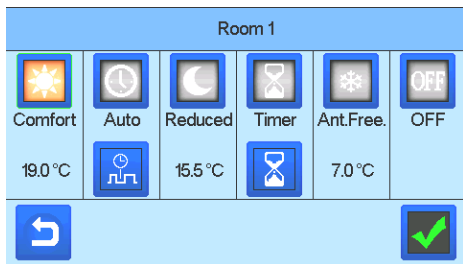 Room 1
OFF
Comfort Auto Reduced Timer Ant.Free. OFF
19.0 °C 15.5 °C 7.0 °C